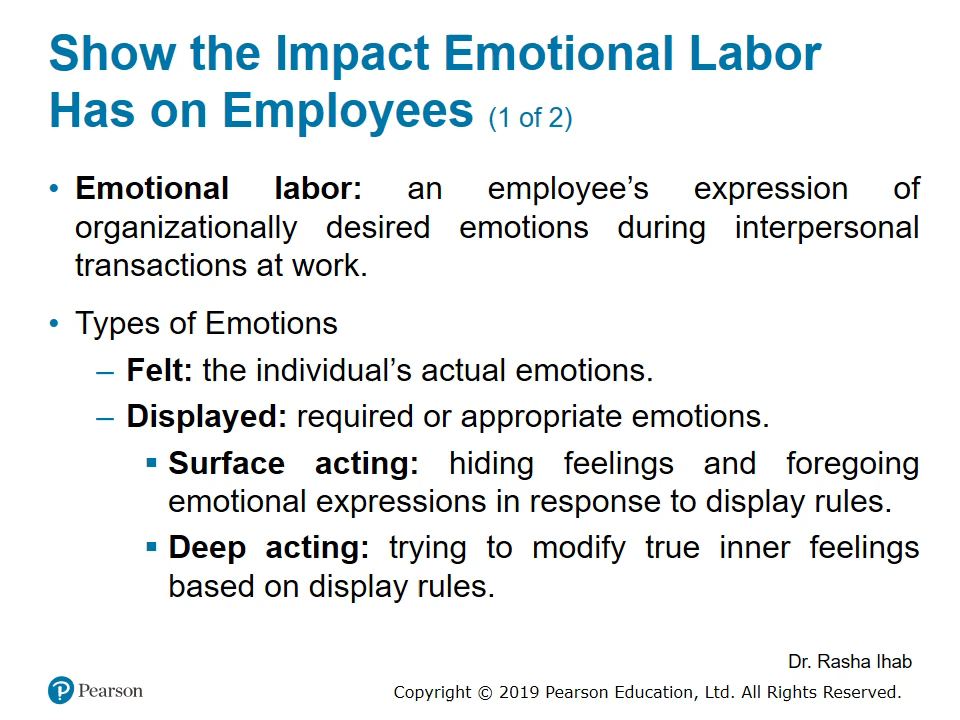 Show the Impact Emotional Labor
Has on Employees (1 of 2)
• Emotional labor: an employee’s expression of
organizationally desired emotions during interpersonal
transactions at work.
• Types of Emotions
– Felt: the individual’s actual emotions.
– Displayed: required or appropriate emotions.
▪ Surface acting: hiding feelings and foregoing
emotional expressions in response to display rules.
▪ Deep acting: trying to modify true inner feelings
based on display rules.
Dr. Rasha Ihab
P Pearson
Copyright © 2019 Pearson Education, Ltd. All Rights Reserved.